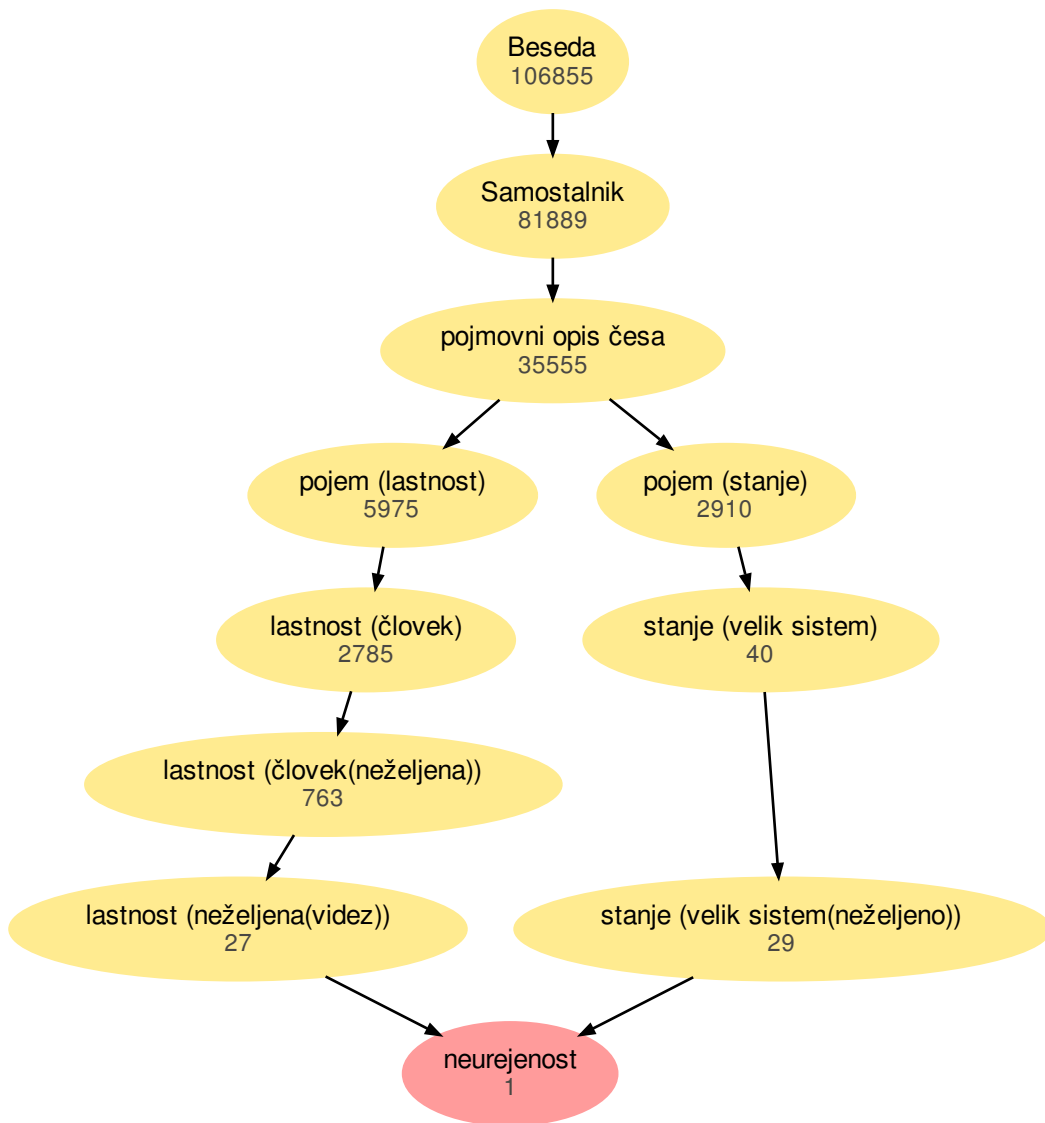 Beseda
106855
Samostalnik
81889
pojmovni opis česa
35555
pojem (lastnost)
5975
pojem (stanje)
2910
lastnost (človek)
2785
stanje (velik sistem)
40
lastnost (človek(neželjena))
763
lastnost (neželjena(videz))
27
stanje (velik sistem(neželjeno))
29
neurejenost
1